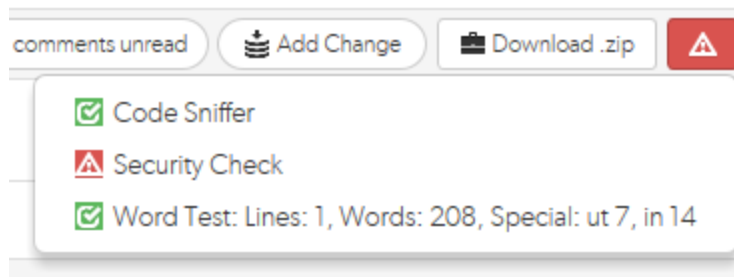 comments unread Add Change Download .zip
Code Sniffer
Security Check
Word Test: Lines: 1, Words: 208, Special: ut 7, in 14